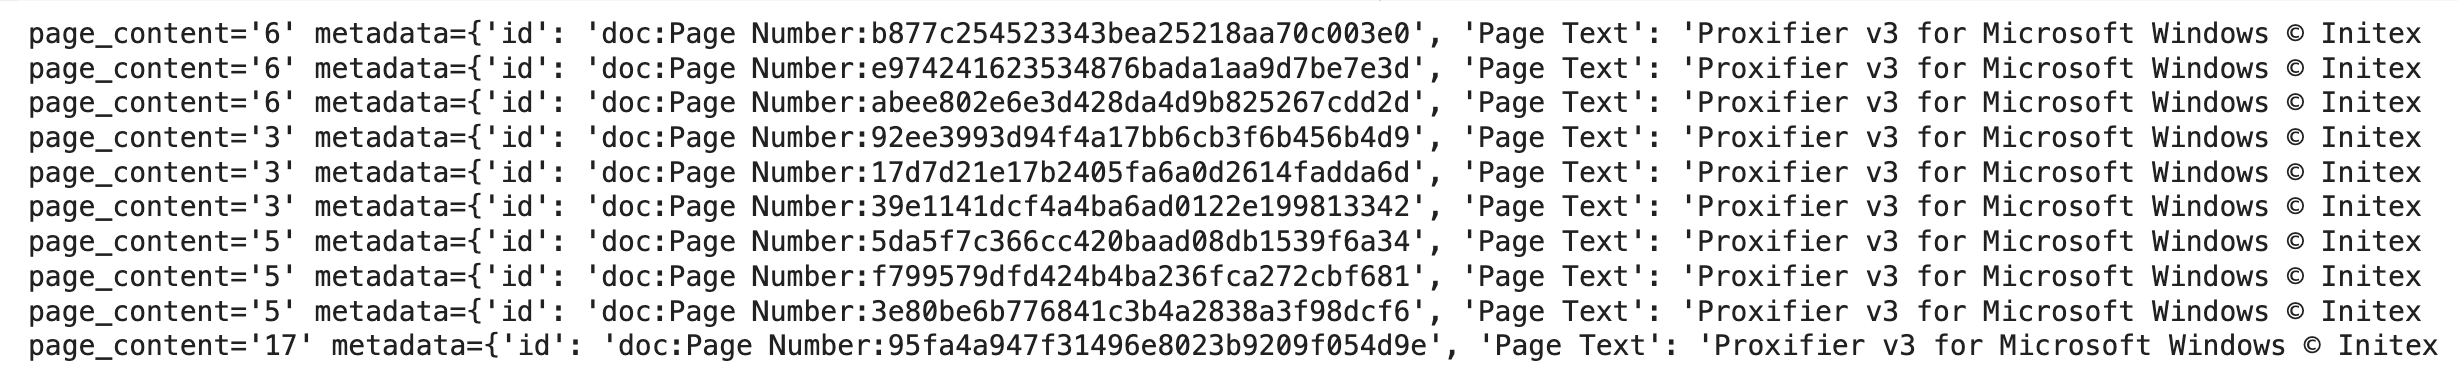 page_content='6' metadata={'id': 'doc:Page Number:b877c254523343bea25218aa70c003e0', 'Page Text': 'Proxifier v3 for Microsoft Windows © Initex
page_content='6' metadata={'id': 'doc:Page Number:e974241623534876bada1aa9d7be7e3d', 'Page Text': 'Proxifier v3 for Microsoft Windows © Initex
page_content='6' metadata={'id': 'doc:Page Number:abee802e6e3d428da4d9b825267cdd2d', 'Page Text': 'Proxifier v3 for Microsoft Windows © Initex
page_content='3' metadata={'id': 'doc:Page Number:92ee3993d94f4a17bb6cb3f6b456b4d9', 'Page Text': 'Proxifier v3 for Microsoft Windows © Initex
page_content='3' metadata={'id': 'doc:Page Number:17d7d21e17b2405fa6a0d2614fadda6d', 'Page Text': 'Proxifier v3 for Microsoft Windows © Initex
page_content='3' metadata={'id': 'doc:Page Number:39e1141dcf4a4ba6ad0122e199813342', 'Page Text': 'Proxifier v3 for Microsoft Windows © Initex
page_content='5' metadata={'id': 'doc:Page Number:5da5f7c366cc420baad08db1539f6a34', 'Page Text': 'Proxifier v3 for Microsoft Windows © Initex
page_content='5' metadata={'id': 'doc:Page Number:f799579dfd424b4ba236fca272cbf681', 'Page Text': 'Proxifier v3 for Microsoft Windows © Initex
page_content='5' metadata={'id': 'doc:Page Number:3e80be6b776841c3b4a2838a3f98dcf6', 'Page Text': 'Proxifier v3 for Microsoft Windows © Initex
page_content='17' metadata={'id': 'doc:Page Number:95fa4a947f31496e8023b9209f054d9e', 'Page Text': 'Proxifier v3 for Microsoft Windows © Initex